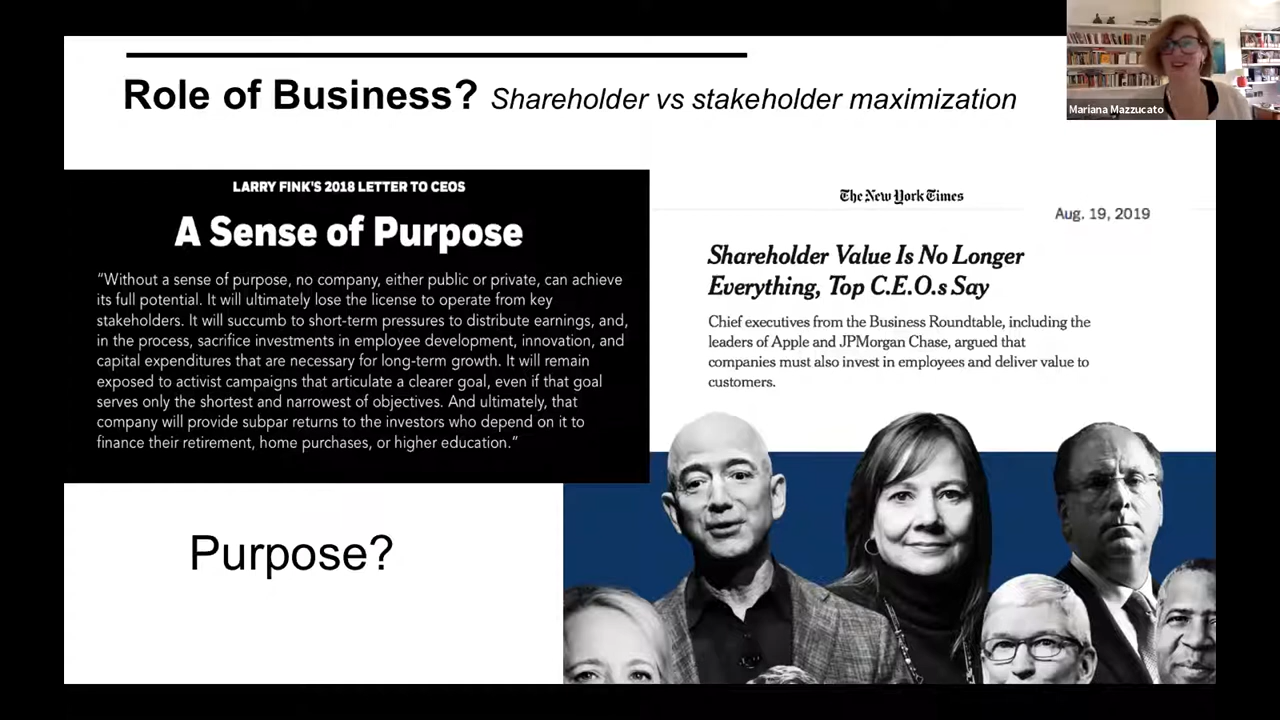 Role of Business? Shareholder vs stakeholder maximization
Mariana Mazzucato
LARRY FINK'S 2018 LETTER TO CEOS
A Sense of Purpose
“Without a sense of purpose, no company, either public or private, can achieve
its full potential. It will ultimately lose the license to operate from key
stakeholders. It will succumb to short-term pressures to distribute earnings, and,
in the process, sacrifice investments in employee development, innovation, and
capital expenditures that are necessary for long-term growth. It will remain
exposed to activist campaigns that articulate a clearer goal, even if that goal
serves only the shortest and narrowest of objectives. And ultimately, that
company will provide subpar returns to the investors who depend on it to
finance their retirement, home purchases, or higher education.”
The New York Times
Aug. 19, 2019
Shareholder Value Is No Longer
Everything, Top C.E.O.s Say
Chief executives from the Business Roundtable, including the
leaders of Apple and JPMorgan Chase, argued that
companies must also invest in employees and deliver value to
customers.
Purpose?